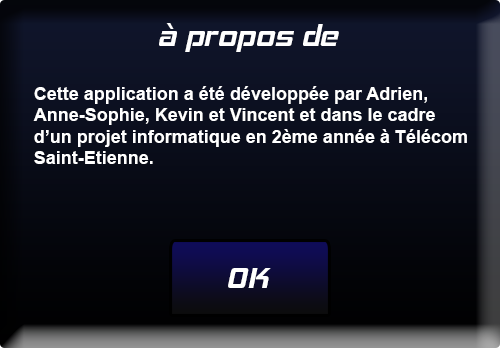 à propos de
Cette application a été développée par Adrien,
Anne-Sophie, Kevin et Vincent et dans le cadre
d'un projet informatique en 2ème année à Télécom
Saint-Etienne.
OK